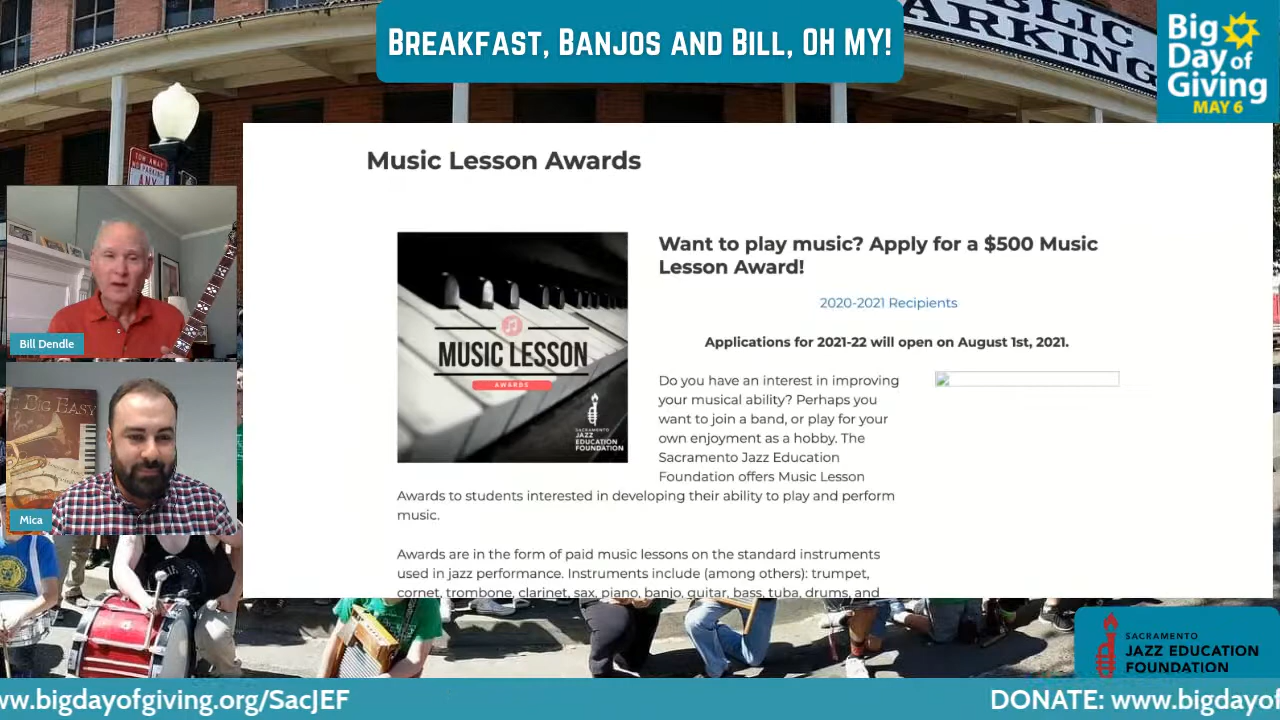 BREAKFAST, BANJOS AND BILL, OH MY!
PUBLIC
PARKING
Big
Day of
Giving
MAY 6
TOW AWAY
NO PARKING
ANY
Music Lesson Awards
MUSIC LESSON
AWARDS
SACRAMENTO
JAZZ
EDUCATION
FOUNDATION
Want to play music? Apply for a $500 Music
Lesson Award!
2020-2021 Recipients
Applications for 2021-22 will open on August 1st, 2021.
Do you have an interest in improving
your musical ability? Perhaps you
want to join a band, or play for your
own enjoyment as a hobby. The
Sacramento Jazz Education
Foundation offers Music Lesson
Awards to students interested in developing their ability to play and perform
music.
Awards are in the form of paid music lessons on the standard instruments
used in jazz performance. Instruments include (among others): trumpet,
cornet, trombone, clarinet, sax, piano, banjo, guitar, bass, tuba, drums, and
Bill Dendle
BIG EASY
Mica
SACRAMENTO
JAZZ EDUCATION
FOUNDATION
ww.bigdayofgiving.org/SacJEF
DONATE: www.bigdayof